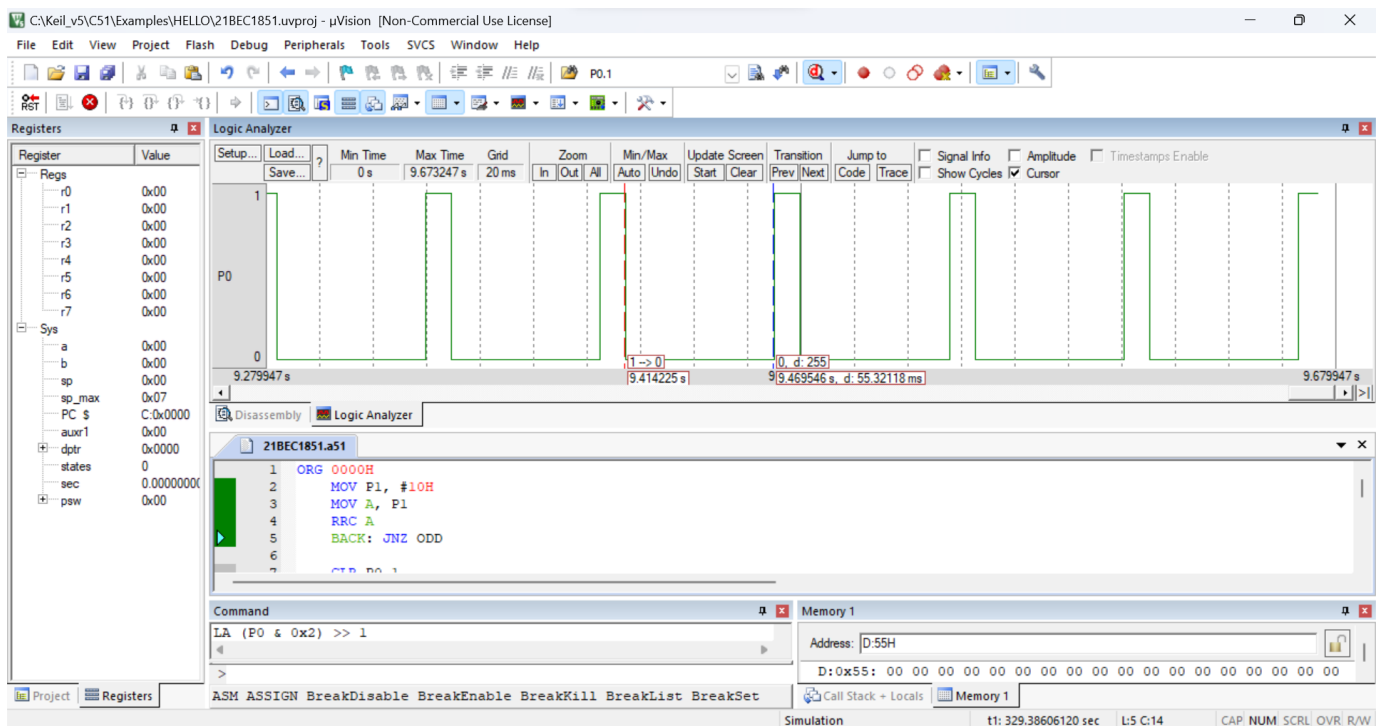 C:\Keil_v5\C51\Examples\HELLO\21BEC1851.uvproj - µVision [Non-Commercial Use License]
File Edit View Project Flash Debug Peripherals Tools SVCS Window Help
P0.1
RST
Registers
Register Value
Regs
r0 0x00
r1 0x00
r2 0x00
r3 0x00
r4 0x00
r5 0x00
r6 0x00
r7 0x00
Sys
a 0x00
b 0x00
sp 0x00
sp_max 0x07
PC $ C:0x0000
auxr1 0x00
dptr 0x0000
states 0
sec 0.00000000
psw 0x00
Project Registers
Logic Analyzer
Setup... Load... ? Min Time Max Time Grid Zoom Min/Max Update Screen Transition Jump to Signal Info Amplitude Timestamps Enable
Save... 0 s 9.673247 s 20 ms In Out All Auto Undo Start Clear Prev Next Code Trace Show Cycles Cursor
1
P0
0
1 --> 0 0, d: 255
9.279947 s 9.414225 s 9 9.469546 s, d: 55.32118 ms 9.679947 s
Disassembly Logic Analyzer
21BEC1851.a51
1 ORG 0000H
2 MOV P1, #10H
3 MOV A, P1
4 RRC A
5 BACK: JNZ ODD
6
7 CLR P0.1
Command
LA (P0 & 0x2) >> 1
>
ASM ASSIGN BreakDisable BreakEnable BreakKill BreakList BreakSet
Memory 1
Address: D:55H
D:0x55: 00 00 00 00 00 00 00 00 00 00 00 00 00 00 00 00 00 00
Call Stack + Locals Memory 1
Simulation t1: 329.38606120 sec L:5 C:14 CAP NUM SCRL OVR R/W